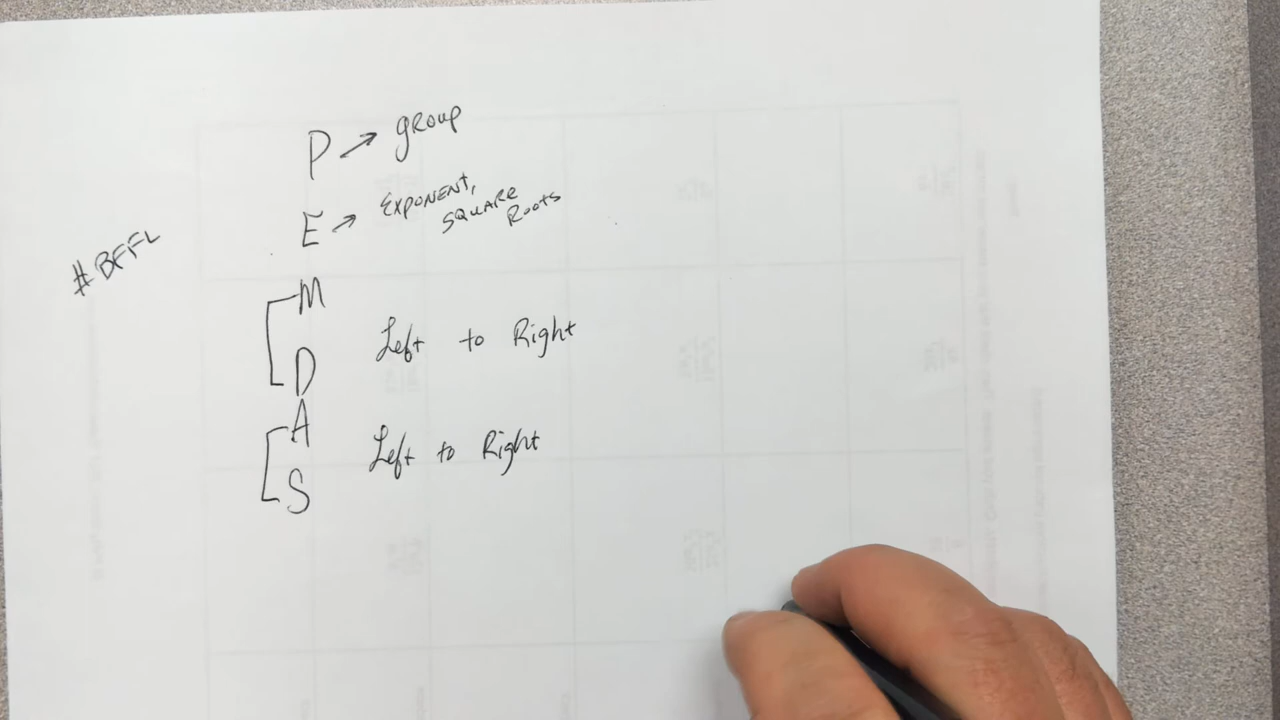 P → group
E → EXPONENT,
SQUARE
Roots
# BFFL
M
Left to Right
D
A
Left to Right
S